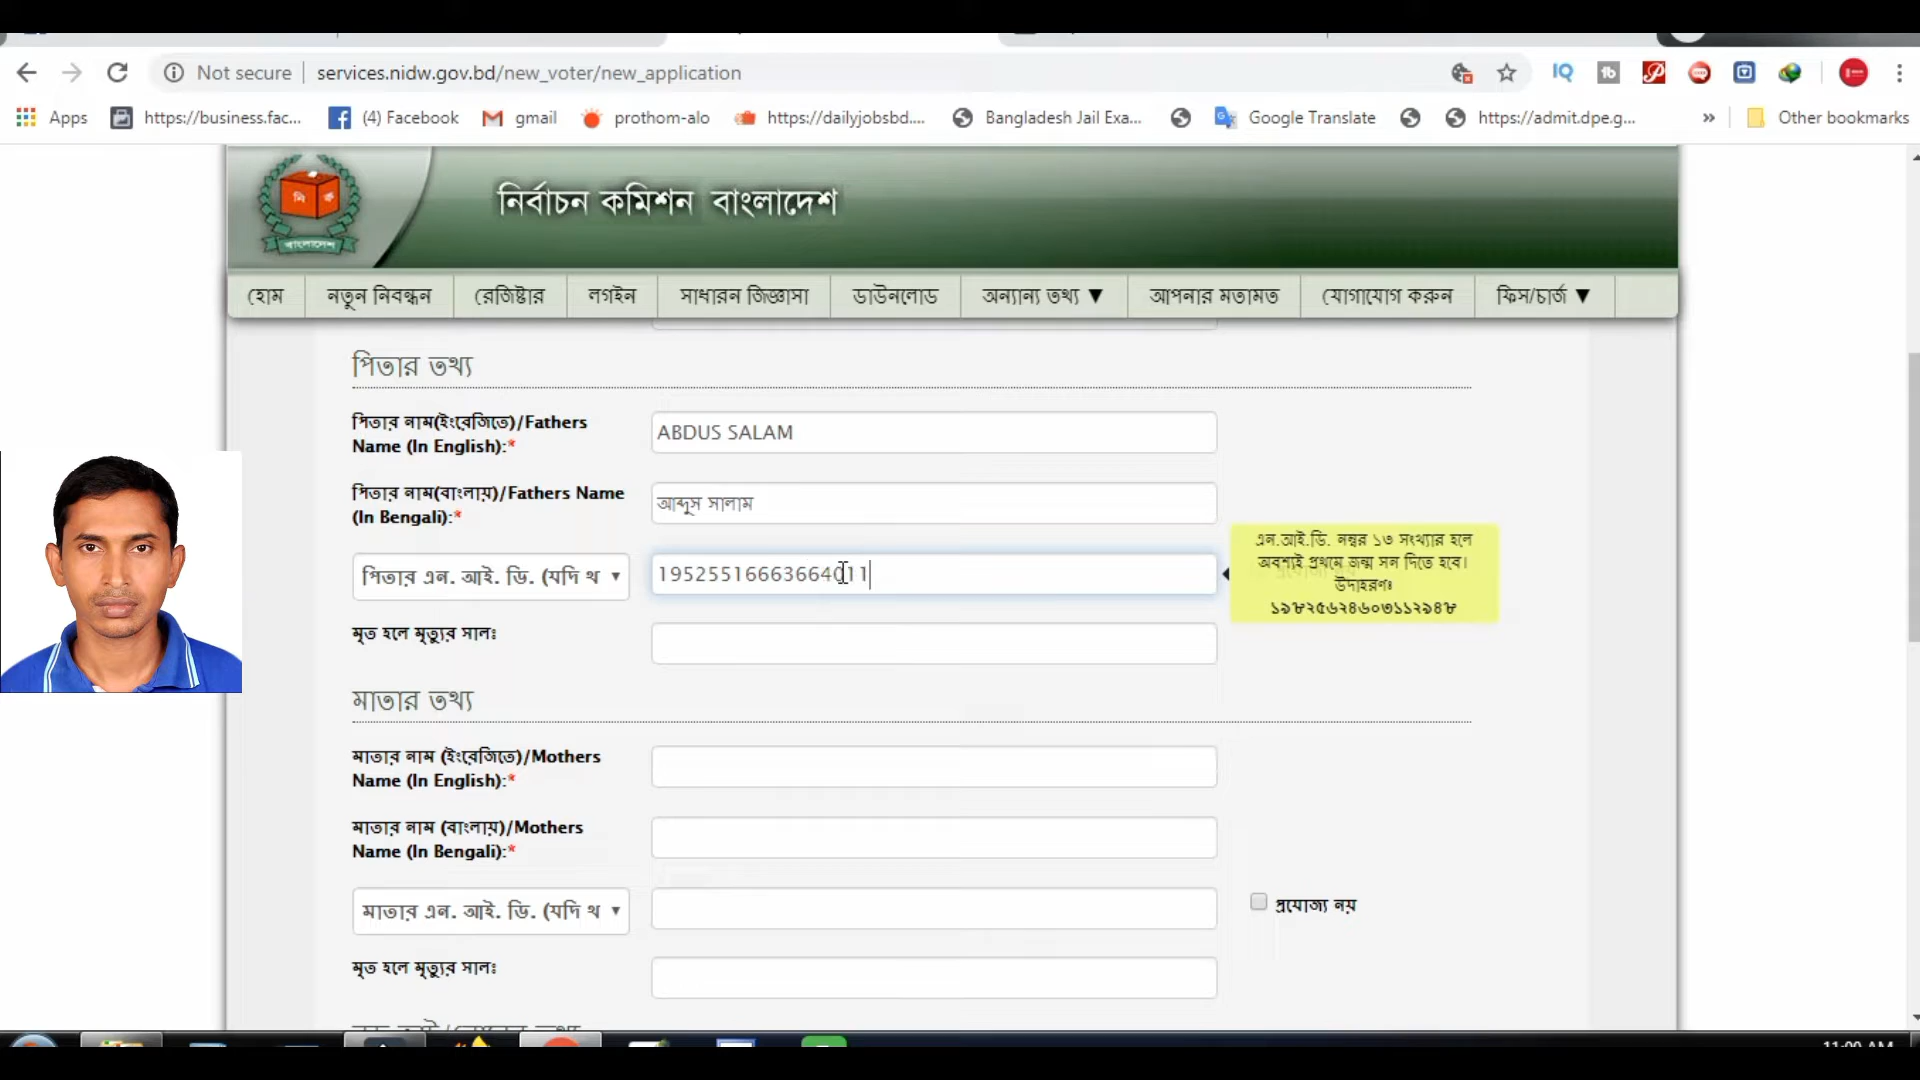 Not secure services.nidw.gov.bd/new_voter/new_application
Apps https://business.fac... (4) Facebook gmail prothom-alo https://dailyjobsbd.... Bangladesh Jail Exa... Google Translate https://admit.dpe.g... » Other bookmarks
নির্বাচন কমিশন বাংলাদেশ
বাংলাদেশ
হোম নতুন নিবন্ধন রেজিষ্টার লগইন সাধারন জিজ্ঞাসা ডাউনলোড অন্যান্য তথ্য ▼ আপনার মতামত যোগাযোগ করুন ফিস/চার্জ ▼
পিতার তথ্য
পিতার নাম(ইংরেজিতে)/Fathers
Name (In English):*
ABDUS SALAM
পিতার নাম(বাংলায়)/Fathers Name
(In Bengali):*
আব্দুস সালাম
পিতার এন. আই. ডি. (যদি থ ▼
19525516663664011
এন.আই.ডি. নম্বর ১৩ সংখ্যার হলে
অবশ্যই প্রথমে জন্ম সল দিতে হবে।
উদাহরণঃ
১৯৮২৫৬২৪৬০৩১১২৯৪৮
মৃত হলে মৃত্যুর সালঃ
মাতার তথ্য
মাতার নাম (ইংরেজিতে)/Mothers
Name (In English):*
মাতার নাম (বাংলায়)/Mothers
Name (In Bengali):*
মাতার এন. আই. ডি. (যদি থ ▼
প্রযোজ্য নয়
মৃত হলে মৃত্যুর সালঃ